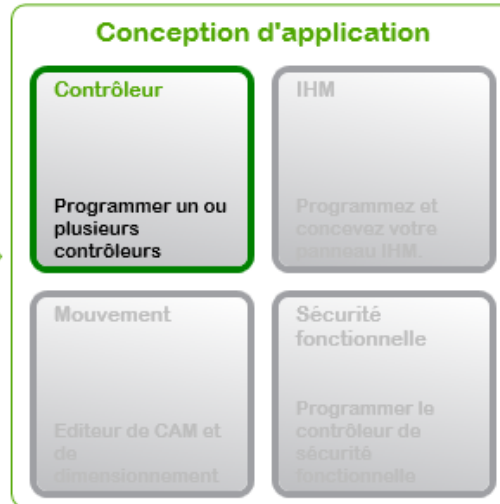 Conception d'application
Contrôleur
Programmer un ou
plusieurs
contrôleurs
IHM
Programmez et
concevez votre
panneau IHM.
Mouvement
Editeur de CAM et
de
dimensionnement
Sécurité
fonctionnelle
Programmer le
contrôleur de
sécurité
fonctionnelle